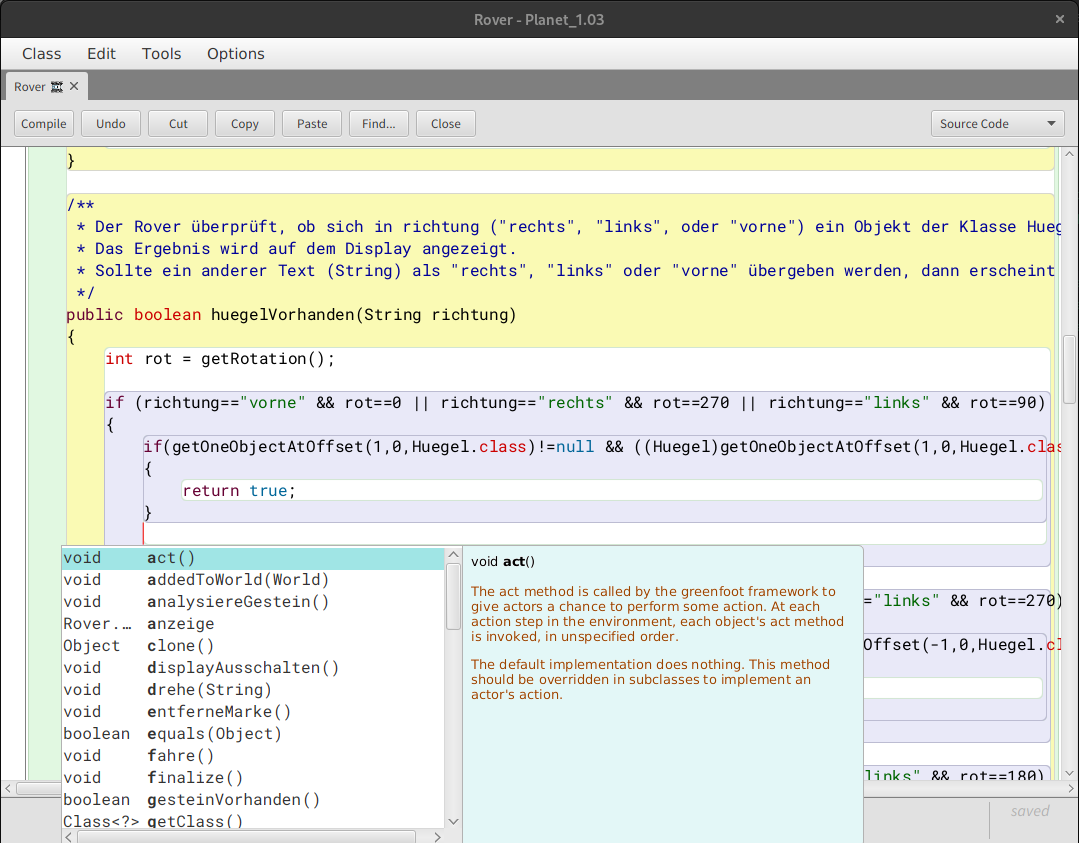 Rover - Planet_1.03
Class Edit Tools Options
Rover
Compile Undo Cut Copy Paste Find... Close Source Code
}
/**
* Der Rover überprüft, ob sich in richtung ("rechts", "links", oder "vorne") ein Objekt der Klasse Hueg
* Das Ergebnis wird auf dem Display angezeigt.
* Sollte ein anderer Text (String) als "rechts", "links" oder "vorne" übergeben werden, dann erscheint
*/
public boolean huegelVorhanden(String richtung)
{
int rot = getRotation();
if (richtung=="vorne" && rot==0 || richtung=="rechts" && rot==270 || richtung=="links" && rot==90)
{
if(getOneObjectAtOffset(1,0,Huegel.class)!=null && ((Huegel)getOneObjectAtOffset(1,0,Huegel.clas
{
return true;
}
void act()
void addedToWorld(World)
void analysiereGestein()
Rover.… anzeige
Object clone()
void displayAusschalten()
void drehe(String)
void entferneMarke()
boolean equals(Object)
void fahre()
void finalize()
boolean gesteinVorhanden()
Class<?> getClass()
void act()
The act method is called by the greenfoot framework to
give actors a chance to perform some action. At each
action step in the environment, each object's act method
is invoked, in unspecified order.
The default implementation does nothing. This method
should be overridden in subclasses to implement an
actor's action.
="links" && rot==270)
Offset(-1,0,Huegel.cl
links" && rot==180)
saved